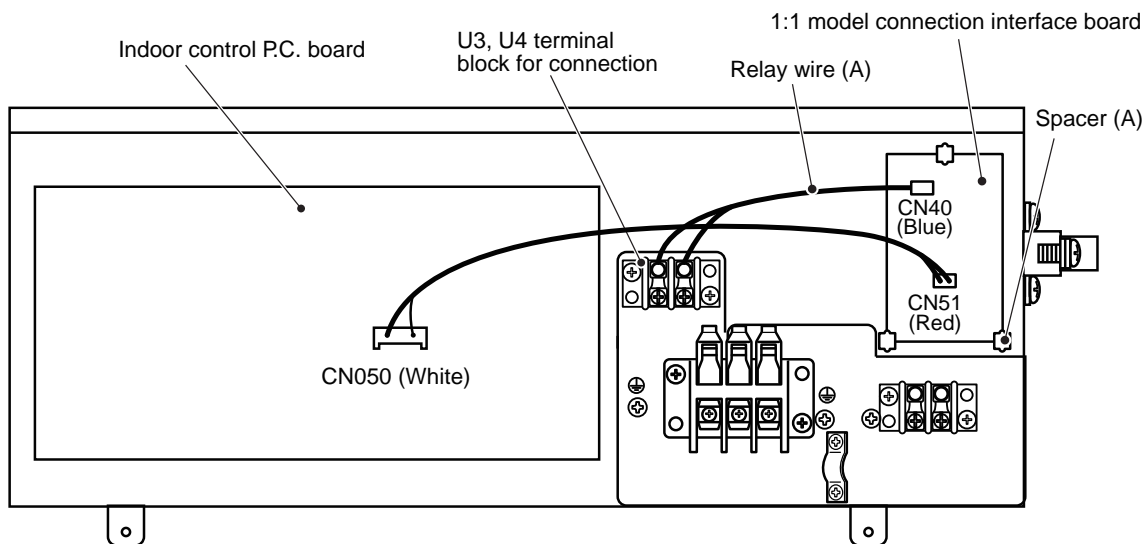 1:1 model connection interface board
U3, U4 terminal
block for connection
Indoor control P.C. board
Relay wire (A)
Spacer (A)
CN40
(Blue)
CN51
(Red)
CN050 (White)